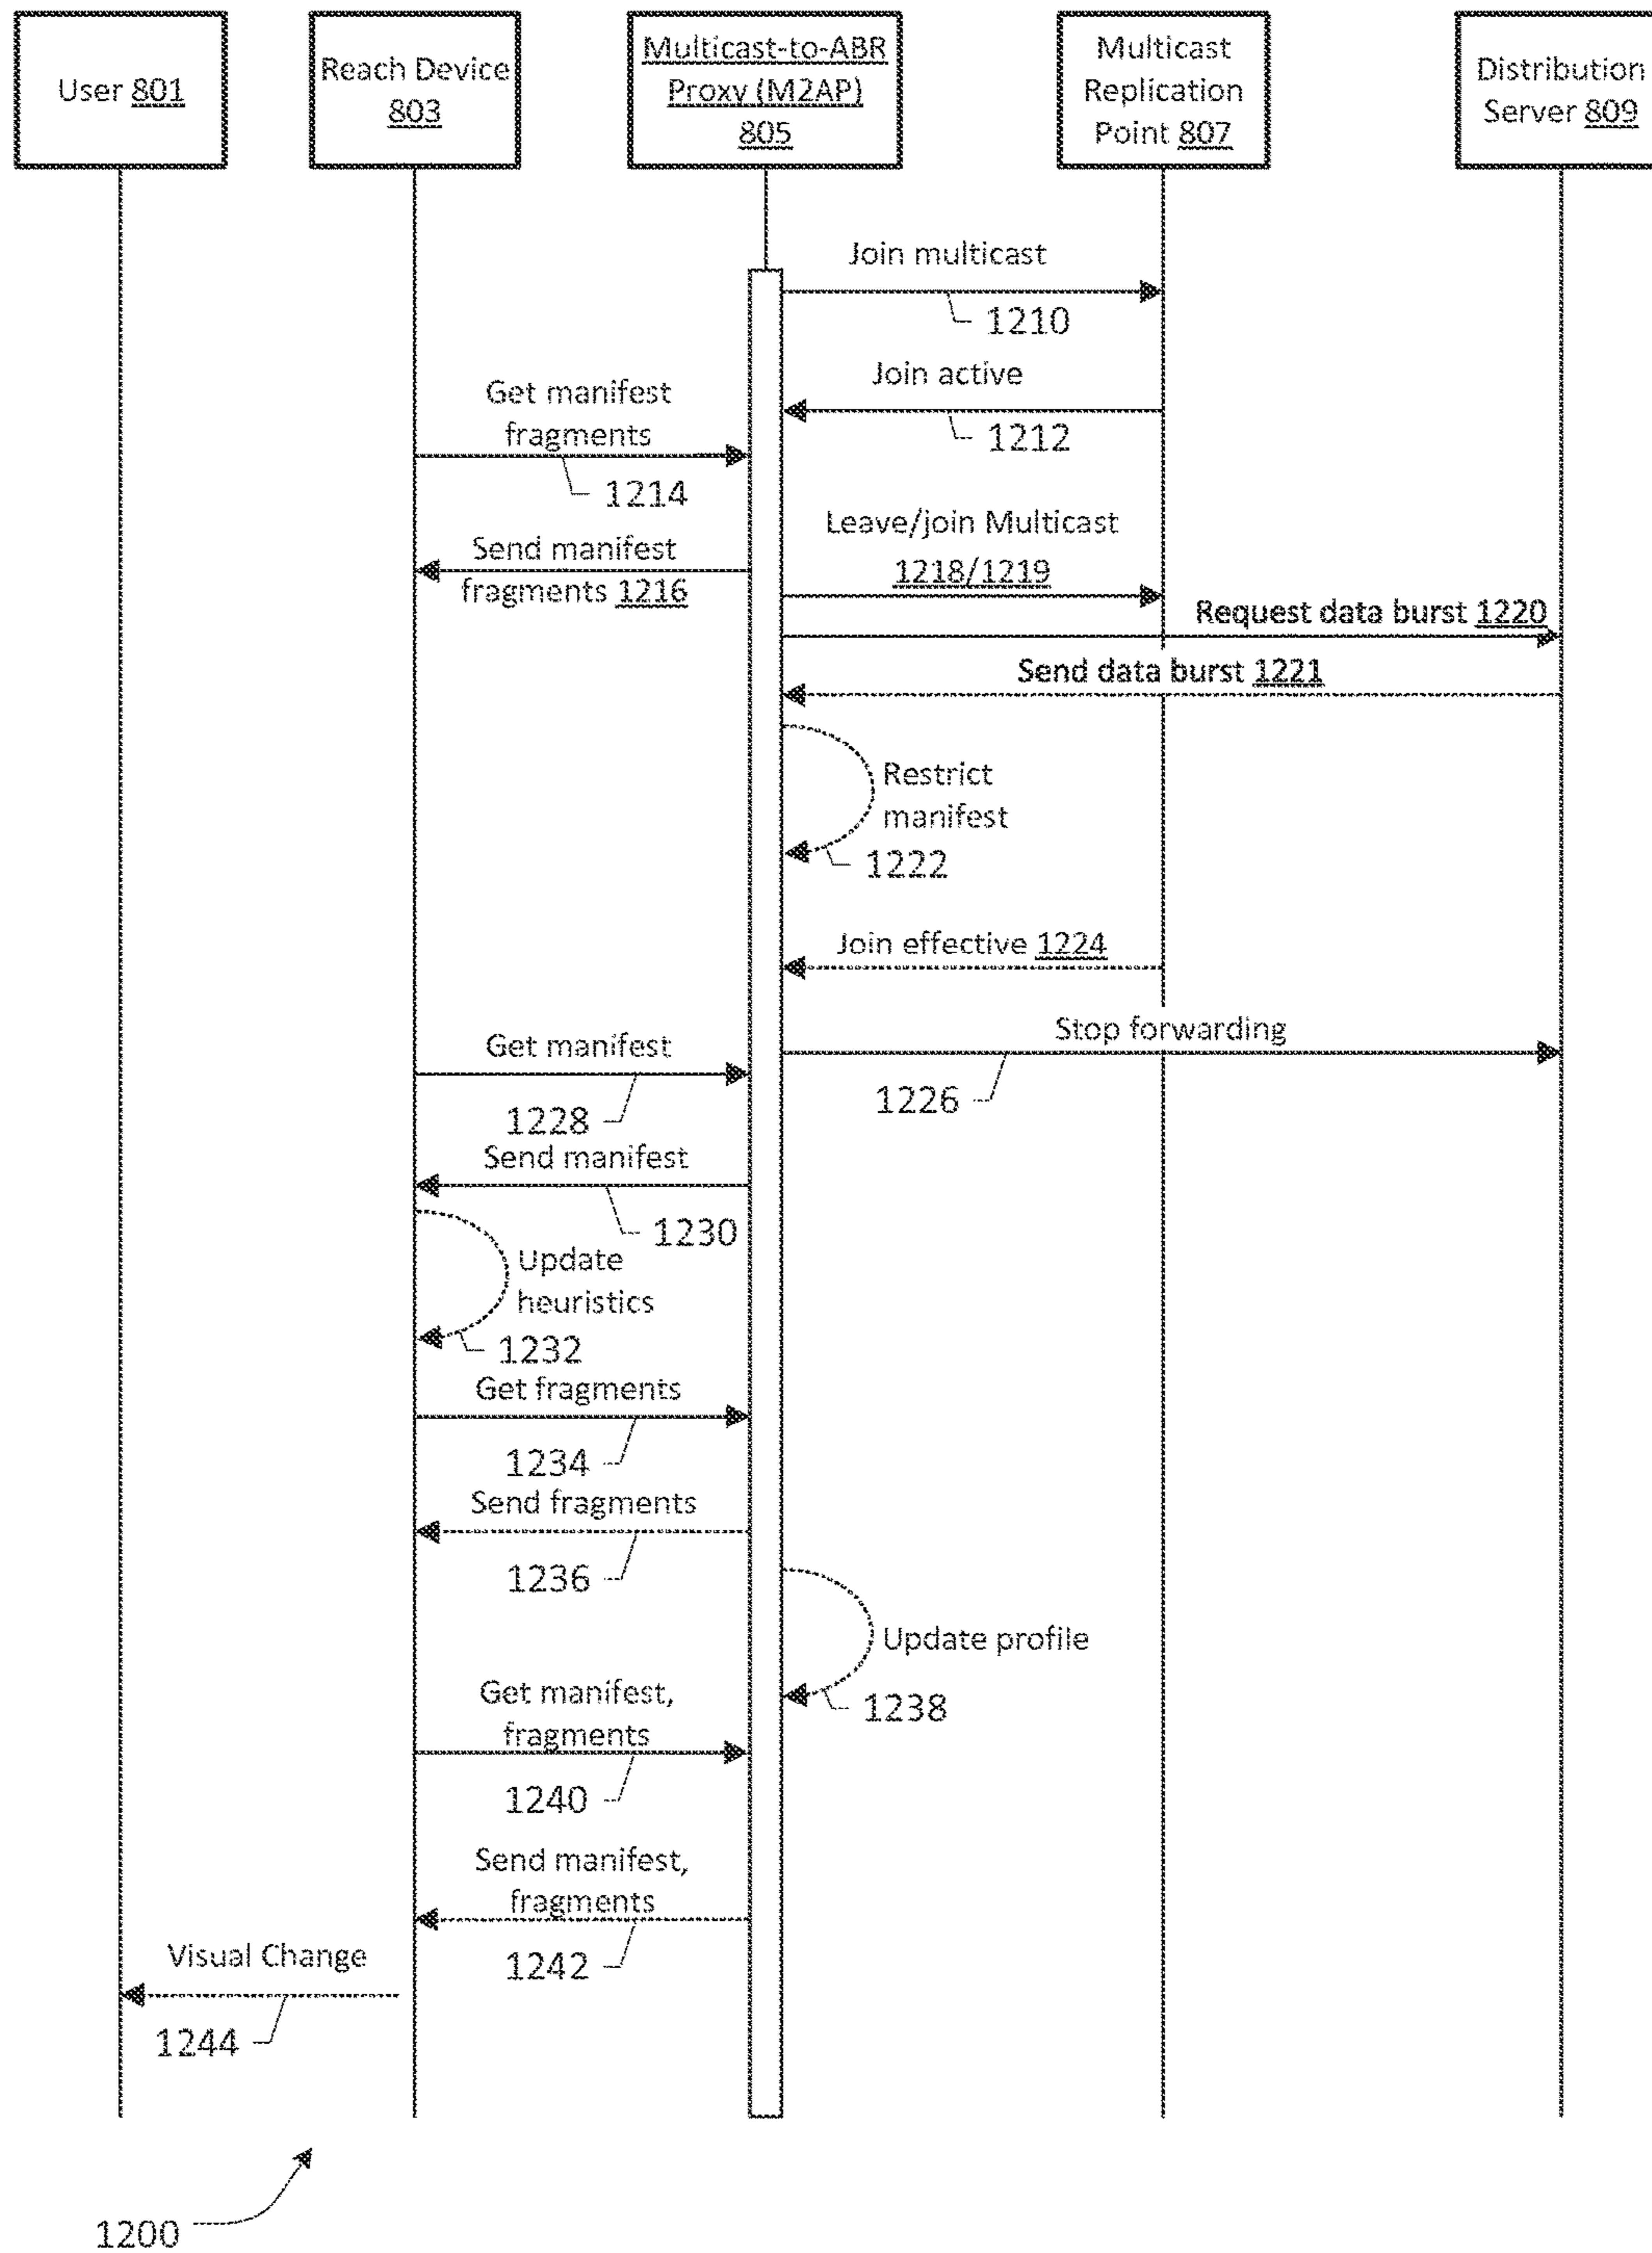 User 801
Reach Device
803
Multicast-to-ABR
Proxy (M2AP)
805
Multicast
Replication
Point 807
Distribution
Server 809
Join multicast
1210
Join active
1212
Get manifest
fragments
1214
Leave/join Multicast
1218/1219
Send manifest
fragments 1216
Request data burst 1220
Send data burst 1221
Restrict
manifest
1222
Join effective 1224
Stop forwarding
1226
Get manifest
1228
Send manifest
1230
Update
heuristics
1232
Get fragments
1234
Send fragments
1236
Update profile
1238
Get manifest,
fragments
1240
Send manifest,
fragments
1242
Visual Change
1244
1200